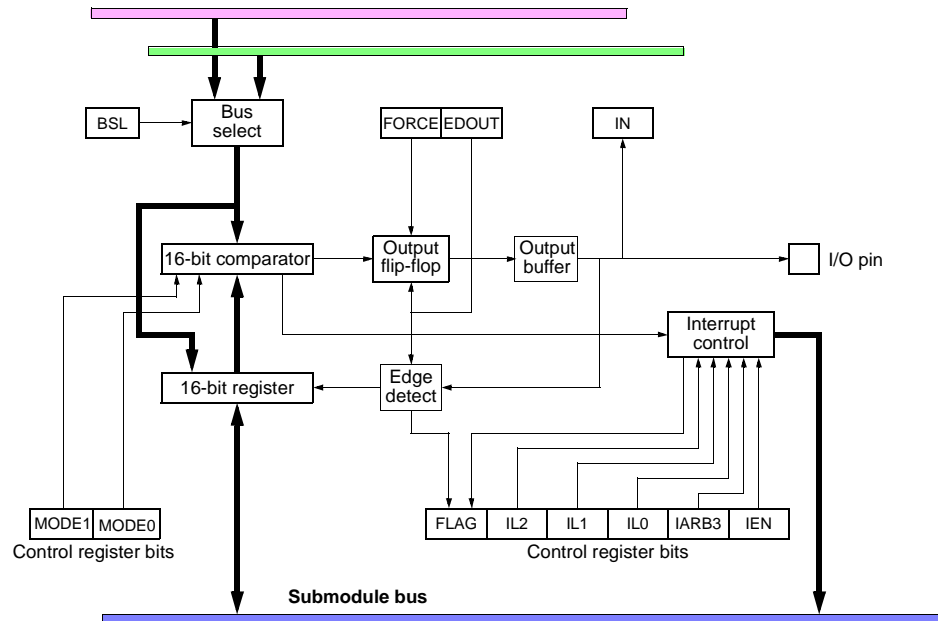 BSL
Bus
select
FORCE
EDOUT
IN
16-bit comparator
Output
flip-flop
Output
buffer
I/O pin
Interrupt
control
16-bit register
Edge
detect
MODE1
MODE0
Control register bits
FLAG
IL2
IL1
IL0
IARB3
IEN
Control register bits
Submodule bus